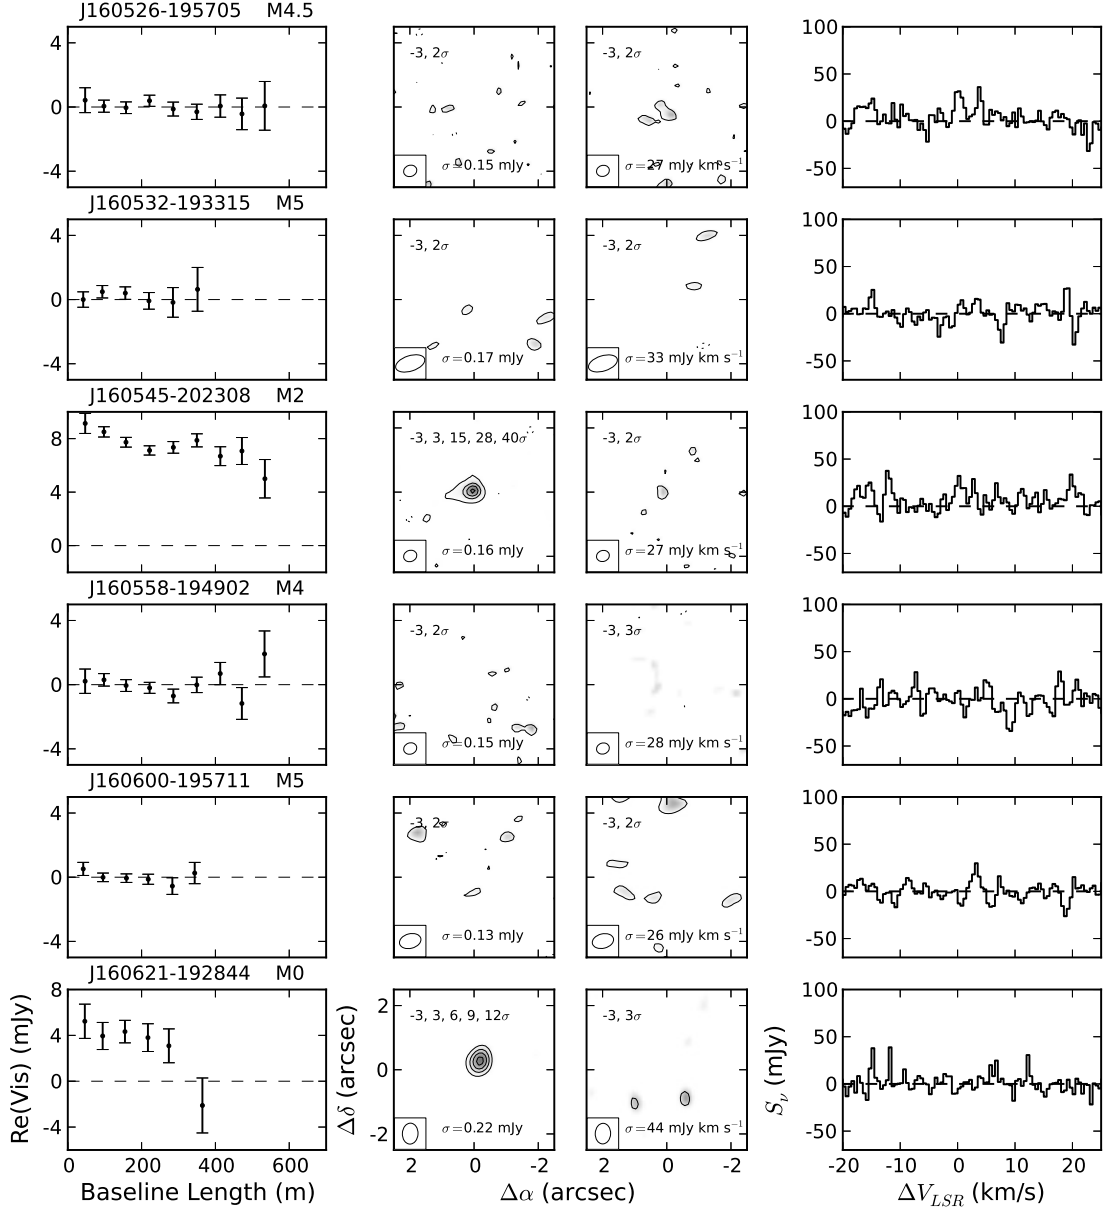 J160526-195705 M4.5
4
0
-4
-3, 2σ
σ=0.15 mJy
-3, 2σ
σ=27 mJy km s⁻¹
100
50
0
-50
J160532-193315 M5
4
0
-4
-3, 2σ
σ=0.17 mJy
-3, 2σ
σ=33 mJy km s⁻¹
100
50
0
-50
J160545-202308 M2
8
4
0
-3, 3, 15, 28, 40σ
σ=0.16 mJy
-3, 2σ
σ=27 mJy km s⁻¹
100
50
0
-50
J160558-194902 M4
4
0
-4
-3, 2σ
σ=0.15 mJy
-3, 3σ
σ=28 mJy km s⁻¹
100
50
0
-50
J160600-195711 M5
4
0
-4
-3, 2σ
σ=0.13 mJy
-3, 2σ
σ=26 mJy km s⁻¹
100
50
0
-50
J160621-192844 M0
8
4
0
-4
Re(Vis) (mJy)
0 200 400 600
Baseline Length (m)
2
0
-2
Δδ (arcsec)
-3, 3, 6, 9, 12σ
σ=0.22 mJy
2 0 -2
-3, 3σ
σ=44 mJy km s⁻¹
2 0 -2
Δα (arcsec)
100
50
0
-50
S_ν (mJy)
-20 -10 0 10 20
ΔV_LSR (km/s)